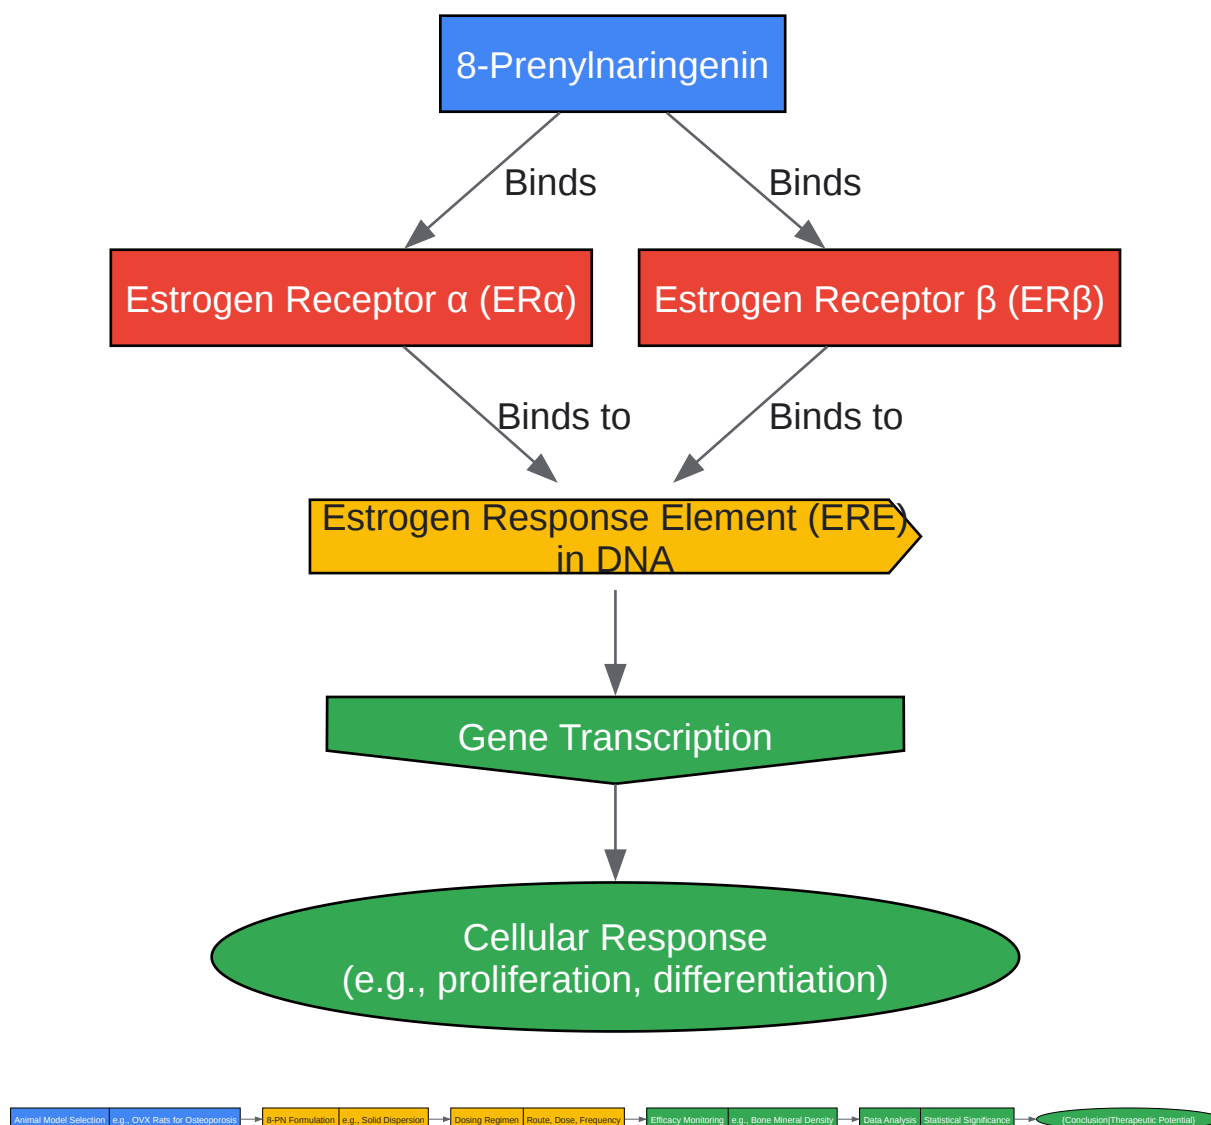 8-Prenylnaringenin
Binds
Binds
Estrogen Receptor α (ERα)
Estrogen Receptor β (ERβ)
Binds to
Binds to
Estrogen Response Element (ERE)
in DNA
Gene Transcription
Cellular Response
(e.g., proliferation, differentiation)
Animal Model Selection
e.g., OVX Rats for Osteoporosis
8-PN Formulation
e.g., Solid Dispersion
Dosing Regimen
Route, Dose, Frequency
Efficacy Monitoring
e.g., Bone Mineral Density
Data Analysis
Statistical Significance
(Conclusion|Therapeutic Potential)